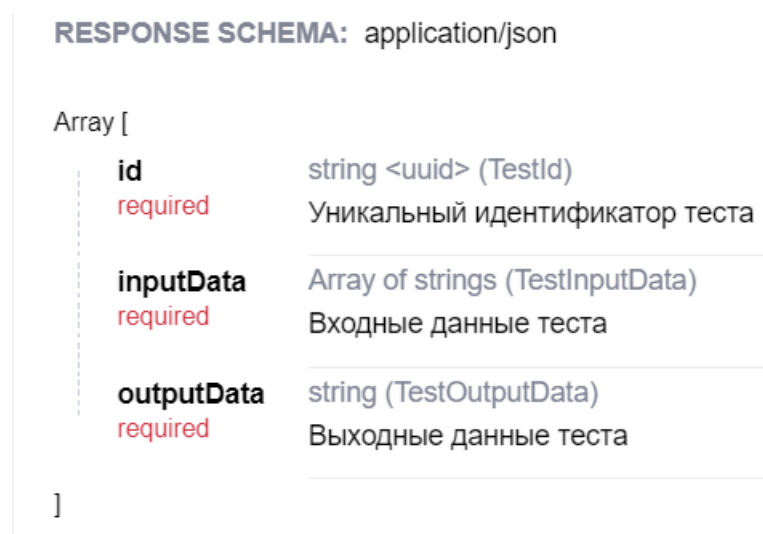 RESPONSE SCHEMA: application/json
Array [
id string <uuid> (TestId)
required Уникальный идентификатор теста
inputData Array of strings (TestInputData)
required Входные данные теста
outputData string (TestOutputData)
required Выходные данные теста
]